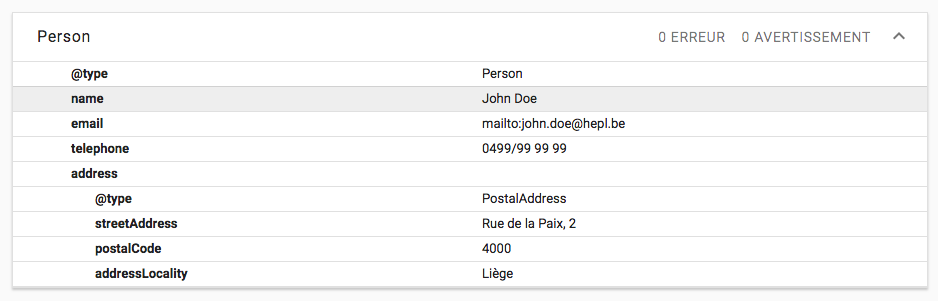 Person 0 ERREUR 0 AVERTISSEMENT
@type Person
name John Doe
email mailto:john.doe@hepl.be
telephone 0499/99 99 99
address
@type PostalAddress
streetAddress Rue de la Paix, 2
postalCode 4000
addressLocality Liège